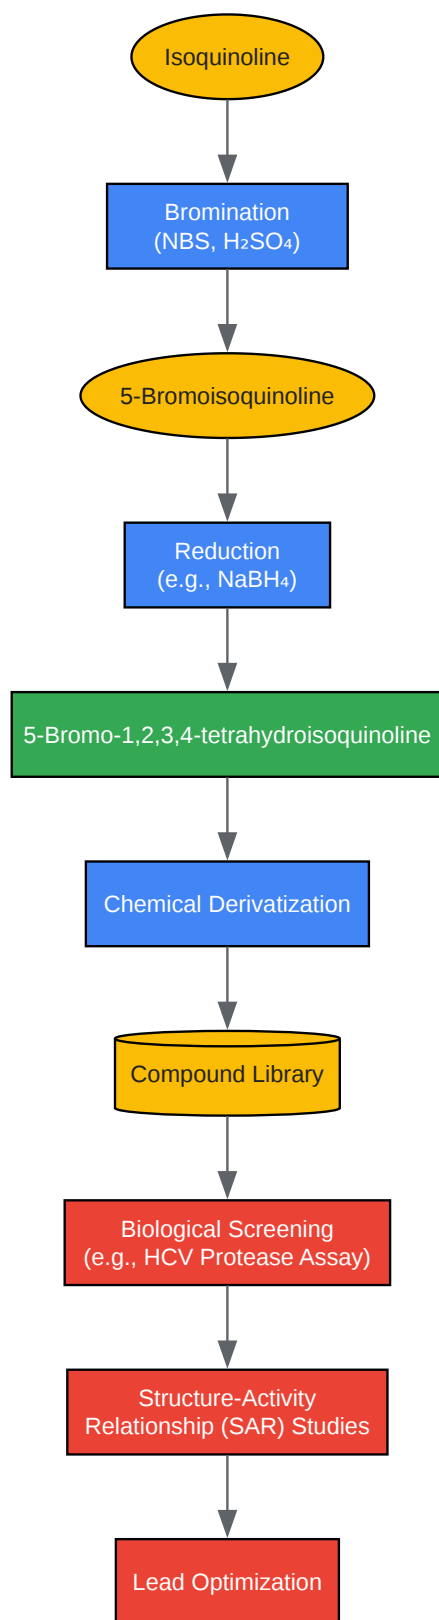 Isoquinoline
Bromination
(NBS, H₂SO₄)
5-Bromoisoquinoline
Reduction
(e.g., NaBH₄)
5-Bromo-1,2,3,4-tetrahydroisoquinoline
Chemical Derivatization
Compound Library
Biological Screening
(e.g., HCV Protease Assay)
Structure-Activity
Relationship (SAR) Studies
Lead Optimization